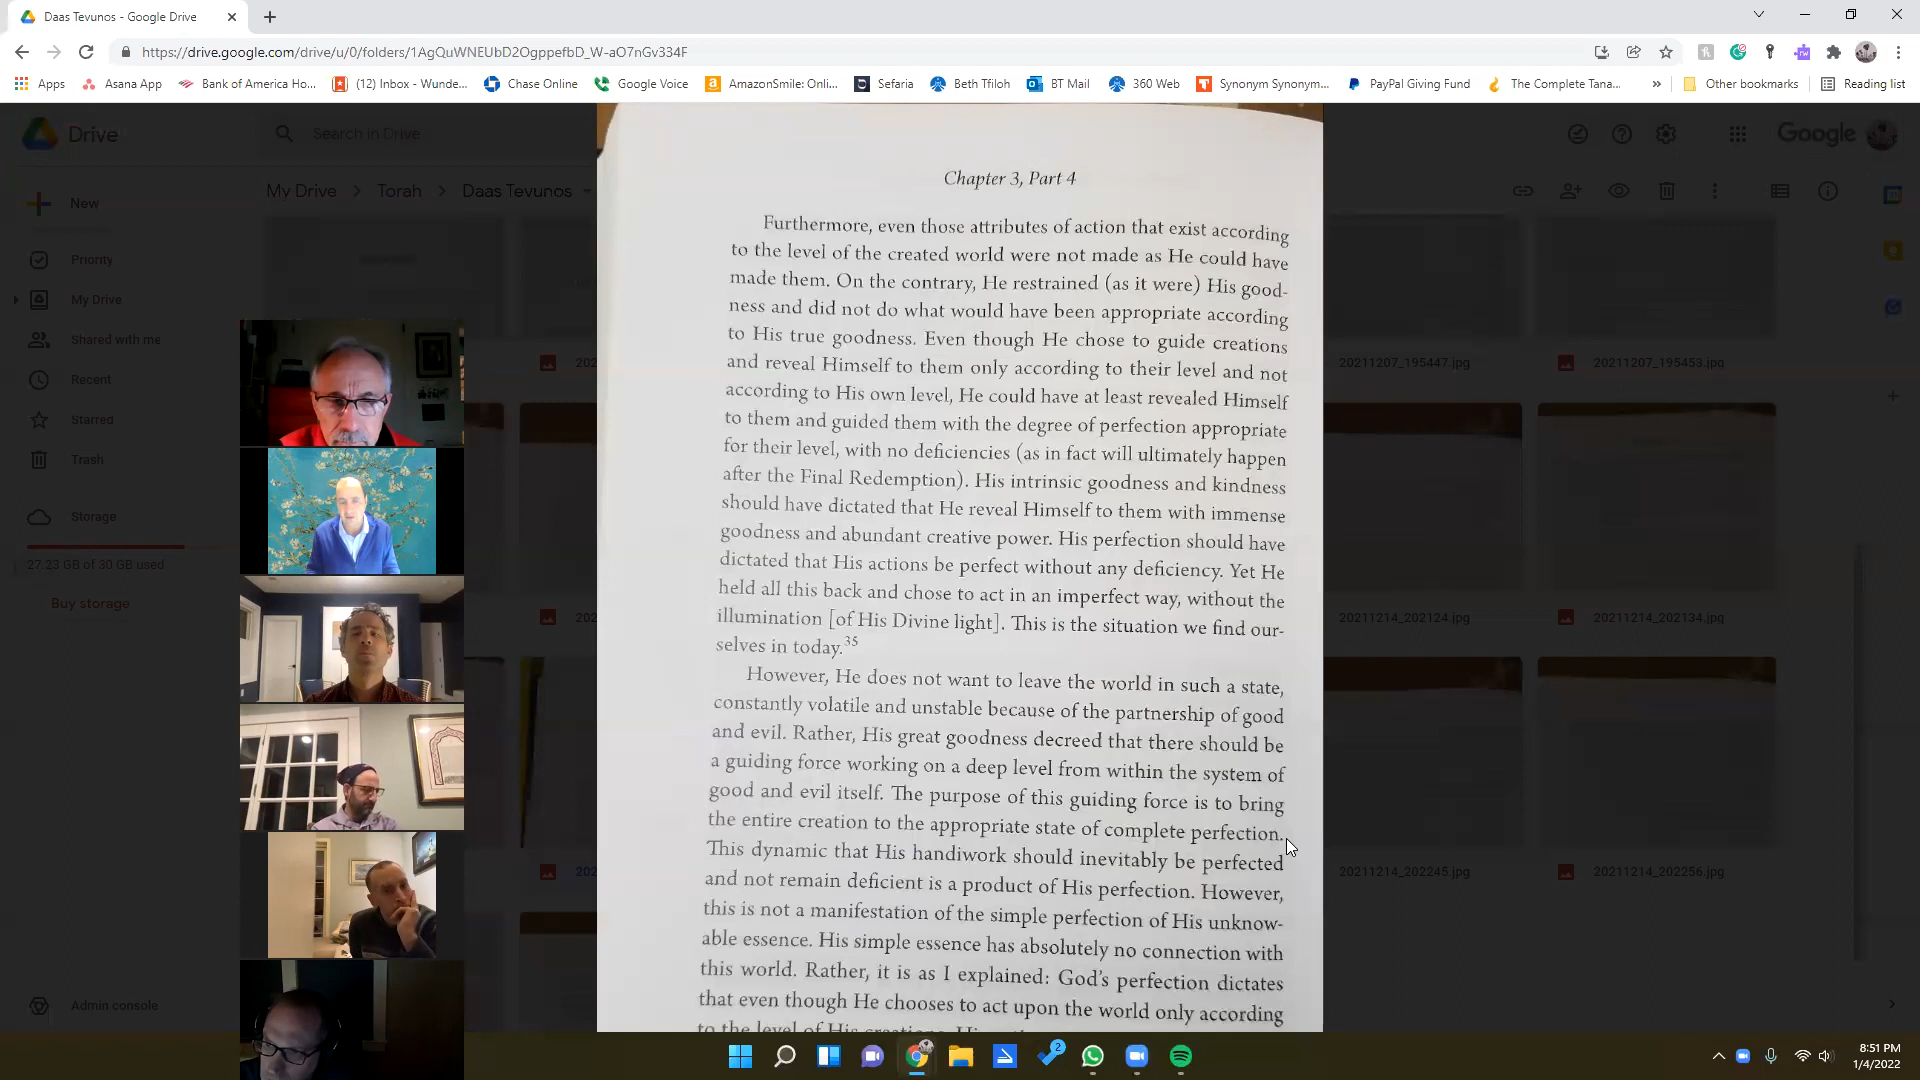 Daas Tevunos - Google Drive
https://drive.google.com/drive/u/0/folders/1AgQuWNEUbD2OgppefbD_W-aO7nGv334F
Apps
Asana App
Bank of America Ho...
(12) Inbox - Wunde...
Chase Online
Google Voice
AmazonSmile: Onli...
Sefaria
Beth Tfiloh
BT Mail
360 Web
Synonym Synonym...
PayPal Giving Fund
The Complete Tana...
»
Other bookmarks
Reading list
Drive
Search in Drive
Google
My Drive > Torah > Daas Tevunos
New
Priority
My Drive
Shared with me
Recent
Starred
Trash
Storage
27.23 GB of 30 GB used
Buy storage
Admin console
Chapter 3, Part 4
Furthermore, even those attributes of action that exist according
to the level of the created world were not made as He could have
made them. On the contrary, He restrained (as it were) His good-
ness and did not do what would have been appropriate according
to His true goodness. Even though He chose to guide creations
and reveal Himself to them only according to their level and not
according to His own level, He could have at least revealed Himself
to them and guided them with the degree of perfection appropriate
for their level, with no deficiencies (as in fact will ultimately happen
after the Final Redemption). His intrinsic goodness and kindness
should have dictated that He reveal Himself to them with immense
goodness and abundant creative power. His perfection should have
dictated that His actions be perfect without any deficiency. Yet He
held all this back and chose to act in an imperfect way, without the
illumination [of His Divine light]. This is the situation we find our-
selves in today.35
However, He does not want to leave the world in such a state,
constantly volatile and unstable because of the partnership of good
and evil. Rather, His great goodness decreed that there should be
a guiding force working on a deep level from within the system of
good and evil itself. The purpose of this guiding force is to bring
the entire creation to the appropriate state of complete perfection.
This dynamic that His handiwork should inevitably be perfected
and not remain deficient is a product of His perfection. However,
this is not a manifestation of the simple perfection of His unknow-
able essence. His simple essence has absolutely no connection with
this world. Rather, it is as I explained: God's perfection dictates
that even though He chooses to act upon the world only according
to the level of His creations
20211207_195447.jpg
20211207_195453.jpg
20211214_202124.jpg
20211214_202134.jpg
20211214_202245.jpg
20211214_202256.jpg
2
8:51 PM
1/4/2022